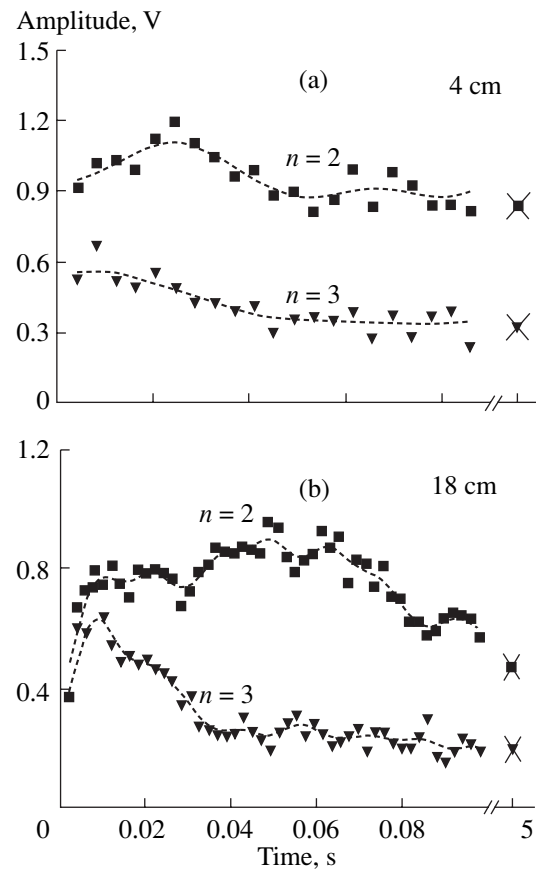 Amplitude, V
1.5
(a)
4 cm
1.2
n = 2
0.9
0.6
n = 3
0.3
0
1.2
(b)
18 cm
n = 2
0.8
n = 3
0.4
0 0.02 0.04 0.06 0.08 5
Time, s